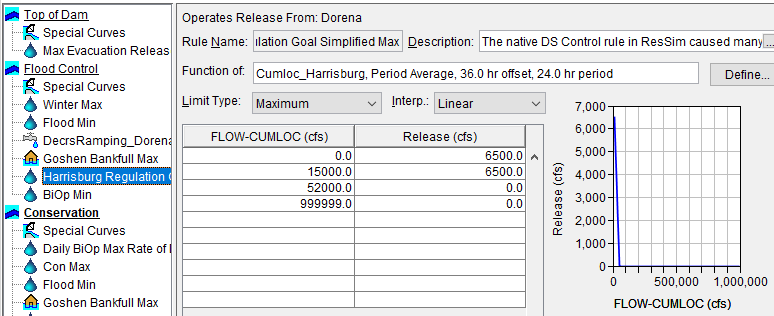 Top of Dam
Special Curves
Max Evacuation Releas
Flood Control
Special Curves
Winter Max
Flood Min
DecrsRamping_Dorena
Goshen Bankfull Max
Harrisburg Regulation
BiOp Min
Conservation
Special Curves
Daily BiOp Max Rate of
Con Max
Flood Min
Goshen Bankfull Max
Operates Release From: Dorena
Rule Name: ilation Goal Simplified Max Description: The native DS Control rule in ResSim caused many ...
Function of: Cumloc_Harrisburg, Period Average, 36.0 hr offset, 24.0 hr period Define...
Limit Type: Maximum Interp.: Linear
FLOW-CUMLOC (cfs) Release (cfs)
0.0 6500.0
15000.0 6500.0
52000.0 0.0
999999.0 0.0
Release (cfs)
7,000
6,000
5,000
4,000
3,000
2,000
1,000
0
0 500,000 1,000,000
FLOW-CUMLOC (cfs)